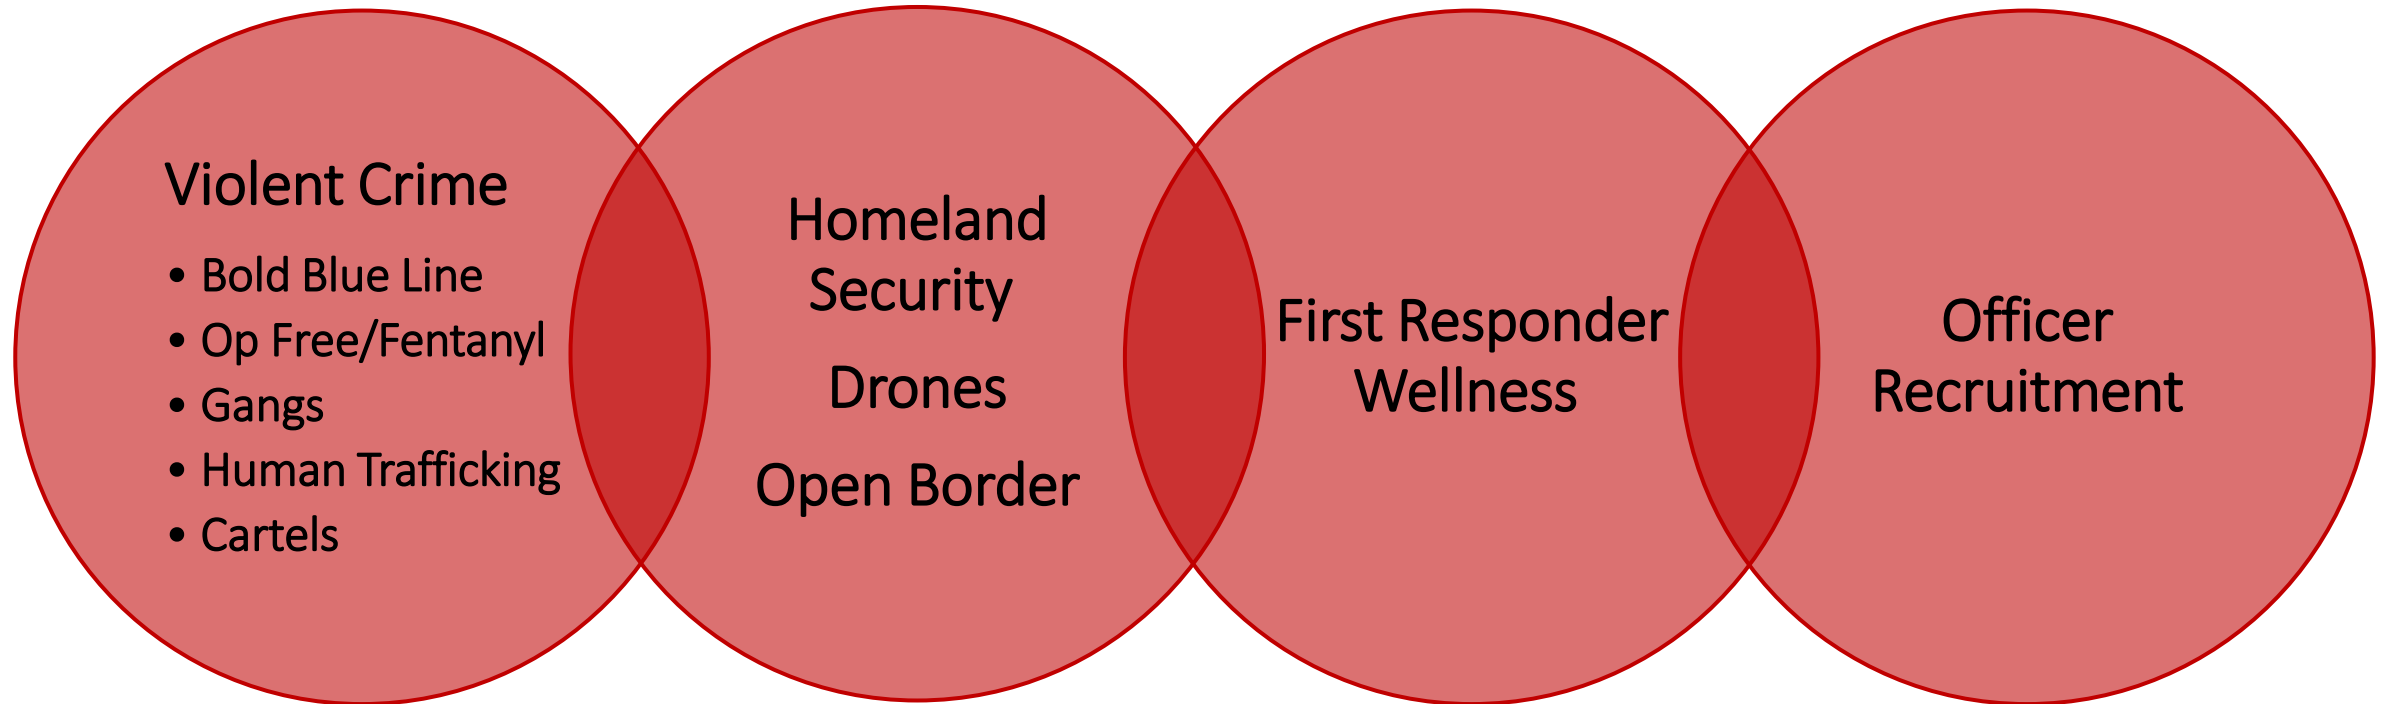 Violent Crime
• Bold Blue Line
• Op Free/Fentanyl
• Gangs
• Human Trafficking
• Cartels
Homeland
Security
Drones
Open Border
First Responder
Wellness
Officer
Recruitment